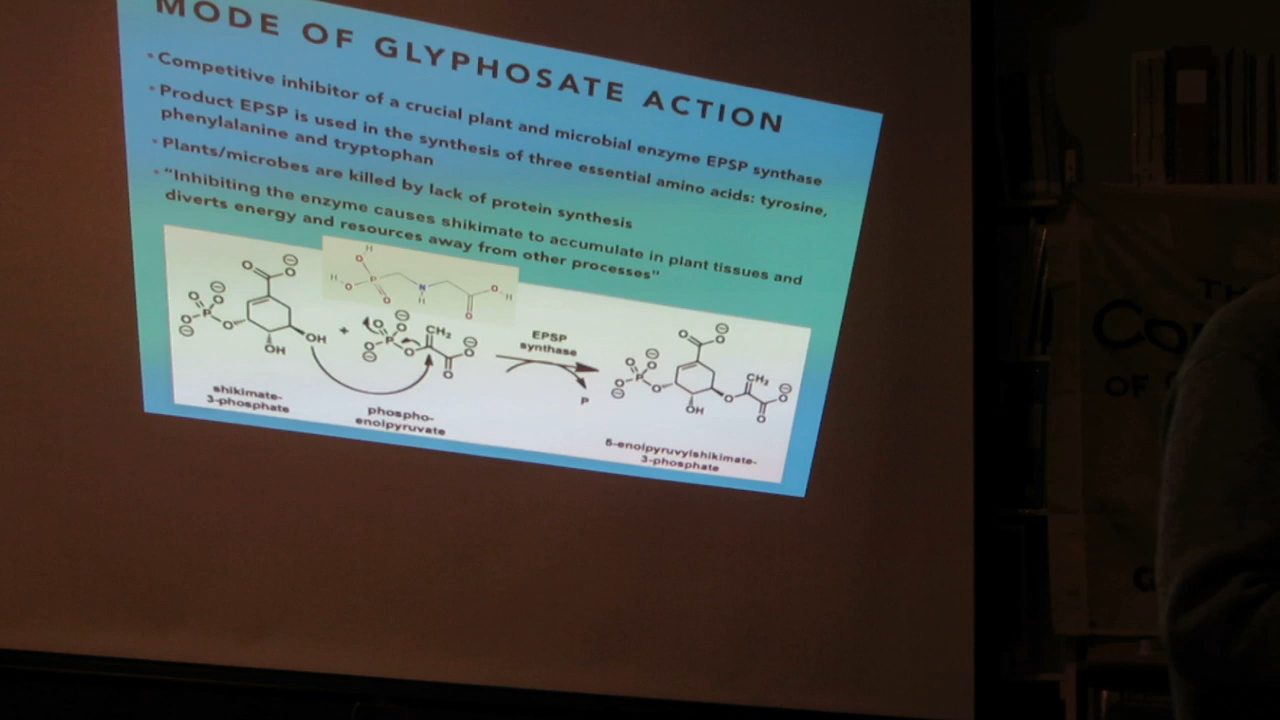 MODE OF GLYPHOSATE ACTION
• Competitive inhibitor of a crucial plant and microbial enzyme EPSP synthase
• Product EPSP is used in the synthesis of three essential amino acids: tyrosine,
phenylalanine and tryptophan
• Plants/microbes are killed by lack of protein synthesis
• "Inhibiting the enzyme causes shikimate to accumulate in plant tissues and
diverts energy and resources away from other processes"
EPSP
synthase
P
shikimate-
3-phosphate
phospho-
enolpyruvate
5-enolpyruvylshikimate-
3-phosphate
OF